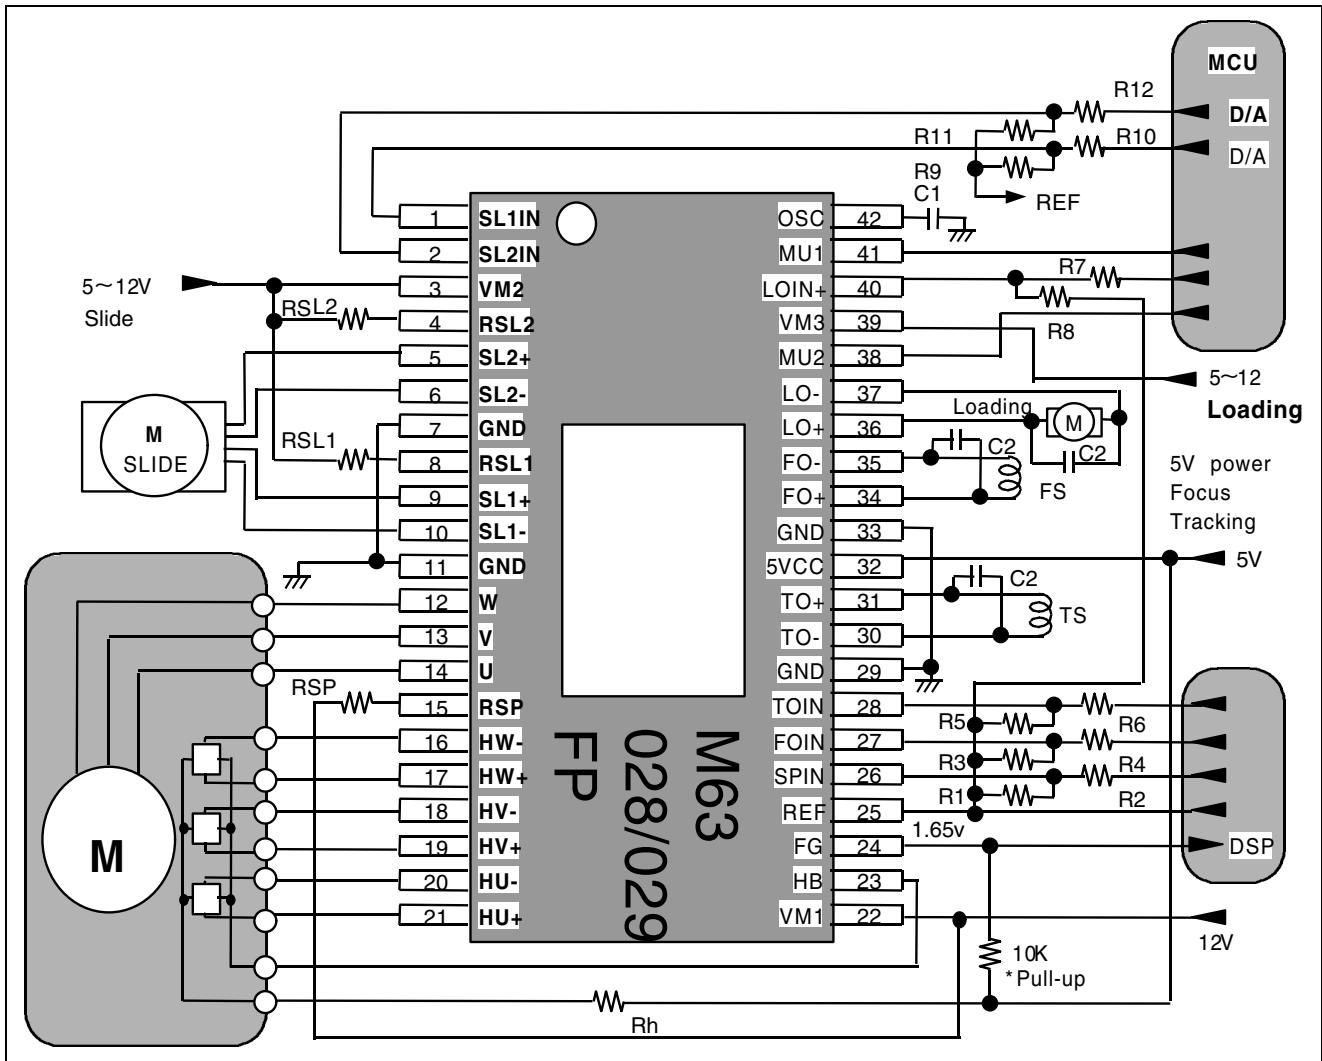 MCU
R12
D/A
R11
R10
D/A
R9
C1
REF
1 SL1IN
OSC 42
2 SL2IN
MU1 41
5~12V
Slide
3 VM2
LOIN+ 40
R7
RSL2
4 RSL2
VM3 39
R8
5 SL2+
MU2 38
6 SL2-
LO- 37
5~12
Loading
7 GND
LO+ 36
Loading
M
C2
M
SLIDE
RSL1
8 RSL1
FO- 35
C2
FS
5V power
Focus
Tracking
9 SL1+
FO+ 34
10 SL1-
GND 33
11 GND
5VCC 32
5V
12 W
TO+ 31
C2
TS
13 V
TO- 30
14 U
GND 29
RSP
15 RSP
TOIN 28
R5
R6
16 HW-
FOIN 27
R3
R4
17 HW+
SPIN 26
R1
R2
18 HV-
REF 25
1.65v
19 HV+
FG 24
DSP
20 HU-
HB 23
21 HU+
VM1 22
12V
M
M63
028/029
FP
10K
*Pull-up
Rh